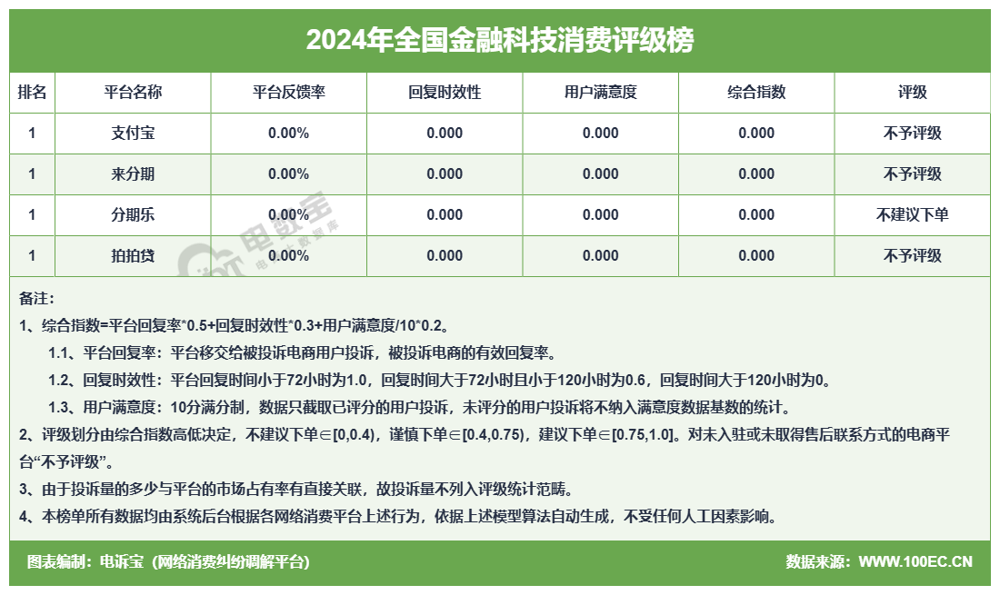 2024年全国金融科技消费评级榜
排名 平台名称 平台反馈率 回复时效性 用户满意度 综合指数 评级
1 支付宝 0.00% 0.000 0.000 0.000 不予评级
1 来分期 0.00% 0.000 0.000 0.000 不予评级
1 分期乐 0.00% 0.000 0.000 0.000 不建议下单
1 拍拍贷 0.00% 0.000 0.000 0.000 不予评级
电数宝
备注：
1、综合指数=平台回复率*0.5+回复时效性*0.3+用户满意度/10*0.2。
1.1、平台回复率：平台移交给被投诉电商用户投诉，被投诉电商的有效回复率。
1.2、回复时效性：平台回复时间小于72小时为1.0，回复时间大于72小时且小于120小时为0.6，回复时间大于120小时为0。
1.3、用户满意度：10分满分制，数据只截取已评分的用户投诉，未评分的用户投诉将不纳入满意度数据基数的统计。
2、评级划分由综合指数高低决定，不建议下单∈[0,0.4)，谨慎下单∈[0.4,0.75)，建议下单∈[0.75,1.0]。对未入驻或未取得售后联系方式的电商平
台“不予评级”。
3、由于投诉量的多少与平台的市场占有率有直接关联，故投诉量不列入评级统计范畴。
4、本榜单所有数据均由系统后台根据各网络消费平台上述行为，依据上述模型算法自动生成，不受任何人工因素影响。
图表编制：电诉宝（网络消费纠纷调解平台） 数据来源：WWW.100EC.CN